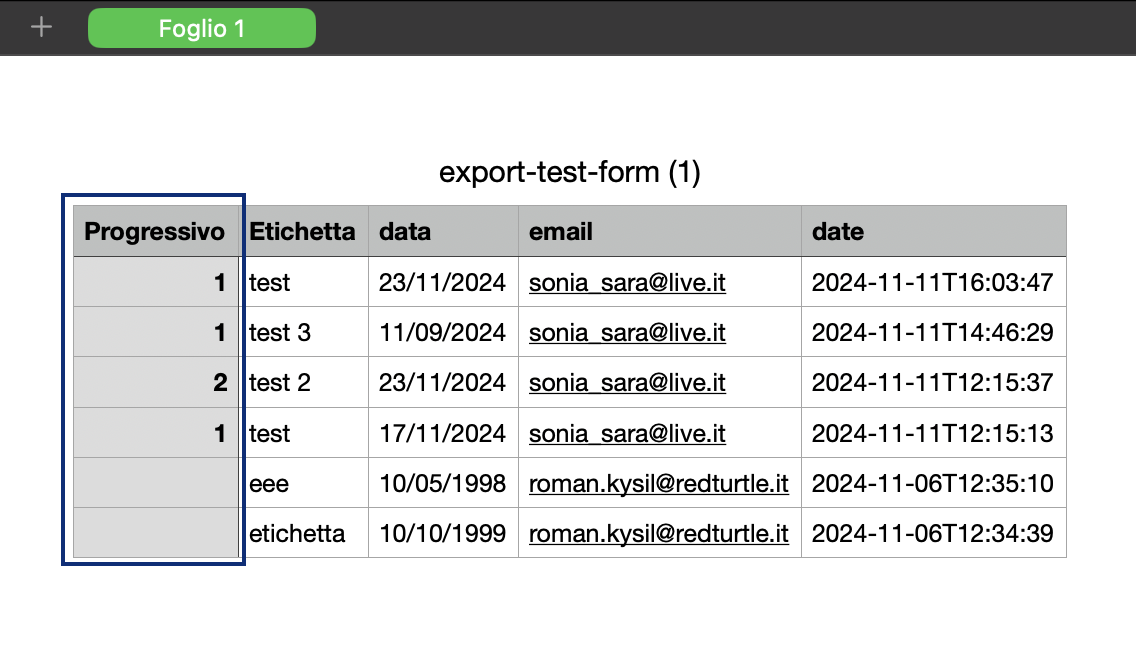 Foglio 1
export-test-form (1)
Progressivo Etichetta data email date
1 test 23/11/2024 sonia_sara@live.it 2024-11-11T16:03:47
1 test 3 11/09/2024 sonia_sara@live.it 2024-11-11T14:46:29
2 test 2 23/11/2024 sonia_sara@live.it 2024-11-11T12:15:37
1 test 17/11/2024 sonia_sara@live.it 2024-11-11T12:15:13
eee 10/05/1998 roman.kysil@redturtle.it 2024-11-06T12:35:10
etichetta 10/10/1999 roman.kysil@redturtle.it 2024-11-06T12:34:39